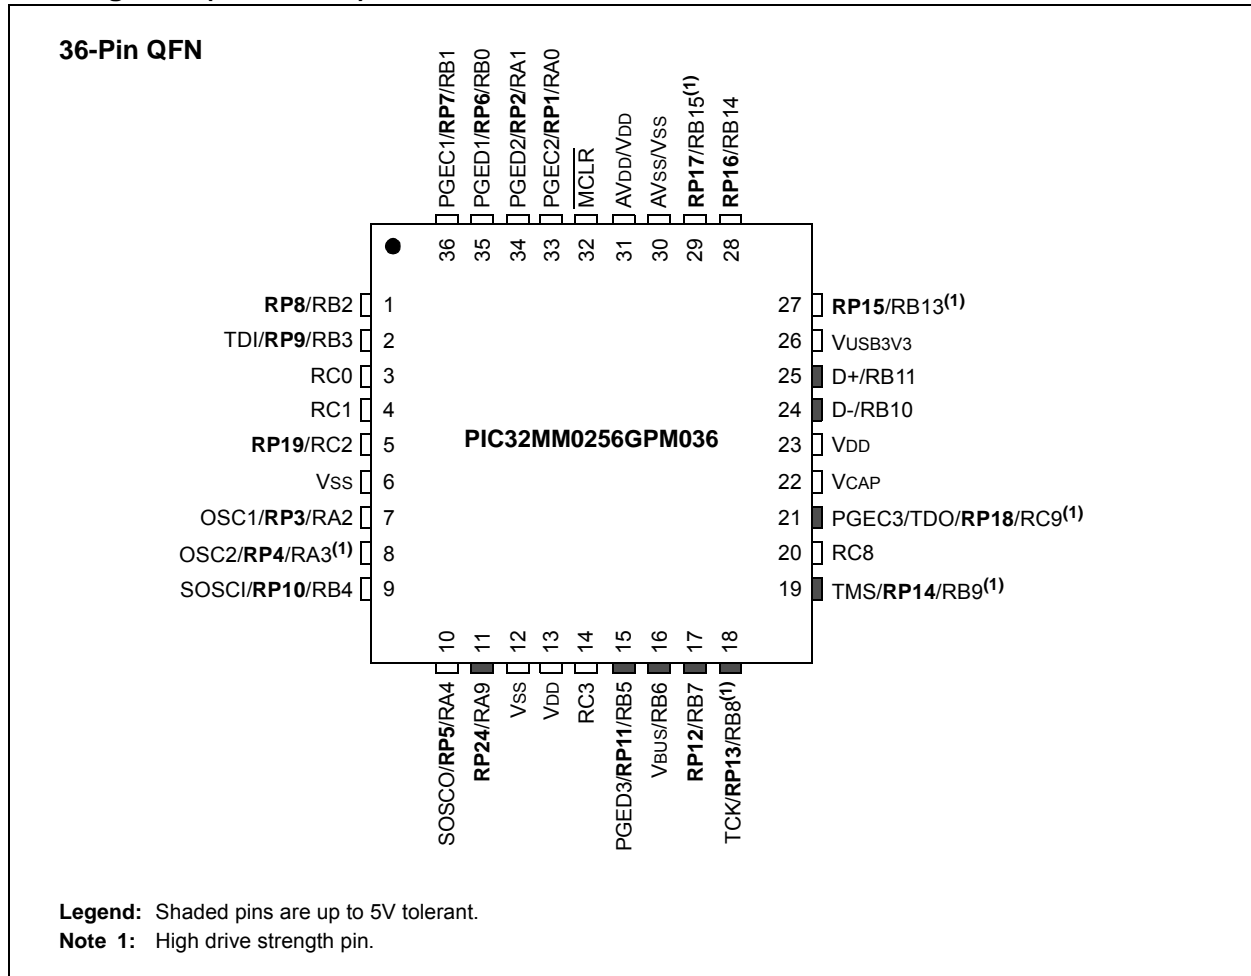 36-Pin QFN
PGEC1/RP7/RB1
PGED1/RP6/RB0
PGED2/RP2/RA1
PGEC2/RP1/RA0
MCLR
AVDD/VDD
AVSS/VSS
RP17/RB15(1)
RP16/RB14
36
35
34
33
32
31
30
29
28
RP8/RB2 1
TDI/RP9/RB3 2
RC0 3
RC1 4
RP19/RC2 5
VSS 6
OSC1/RP3/RA2 7
OSC2/RP4/RA3(1) 8
SOSCI/RP10/RB4 9
PIC32MM0256GPM036
27 RP15/RB13(1)
26 VUSB3V3
25 D+/RB11
24 D-/RB10
23 VDD
22 VCAP
21 PGEC3/TDO/RP18/RC9(1)
20 RC8
19 TMS/RP14/RB9(1)
10
11
12
13
14
15
16
17
18
SOSCO/RP5/RA4
RP24/RA9
VSS
VDD
RC3
PGED3/RP11/RB5
VBUS/RB6
RP12/RB7
TCK/RP13/RB8(1)
Legend: Shaded pins are up to 5V tolerant.
Note 1: High drive strength pin.